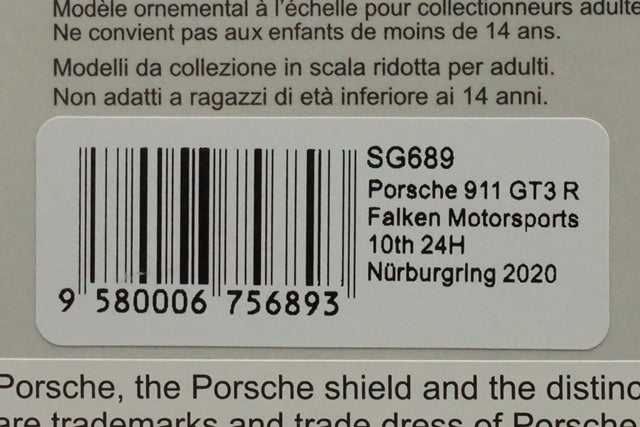 Modèle ornemental à l'échelle pour collectionneurs adulte
Ne convient pas aux enfants de moins de 14 ans.
Modelli da collezione in scala ridotta per adulti.
Non adatti a ragazzi di età inferiore ai 14 anni.
SG689
Porsche 911 GT3 R
Falken Motorsports
10th 24H
Nürburgring 2020
9 580006 756893
Porsche, the Porsche shield and the distinc
are trademarks and trade dress of Porsche